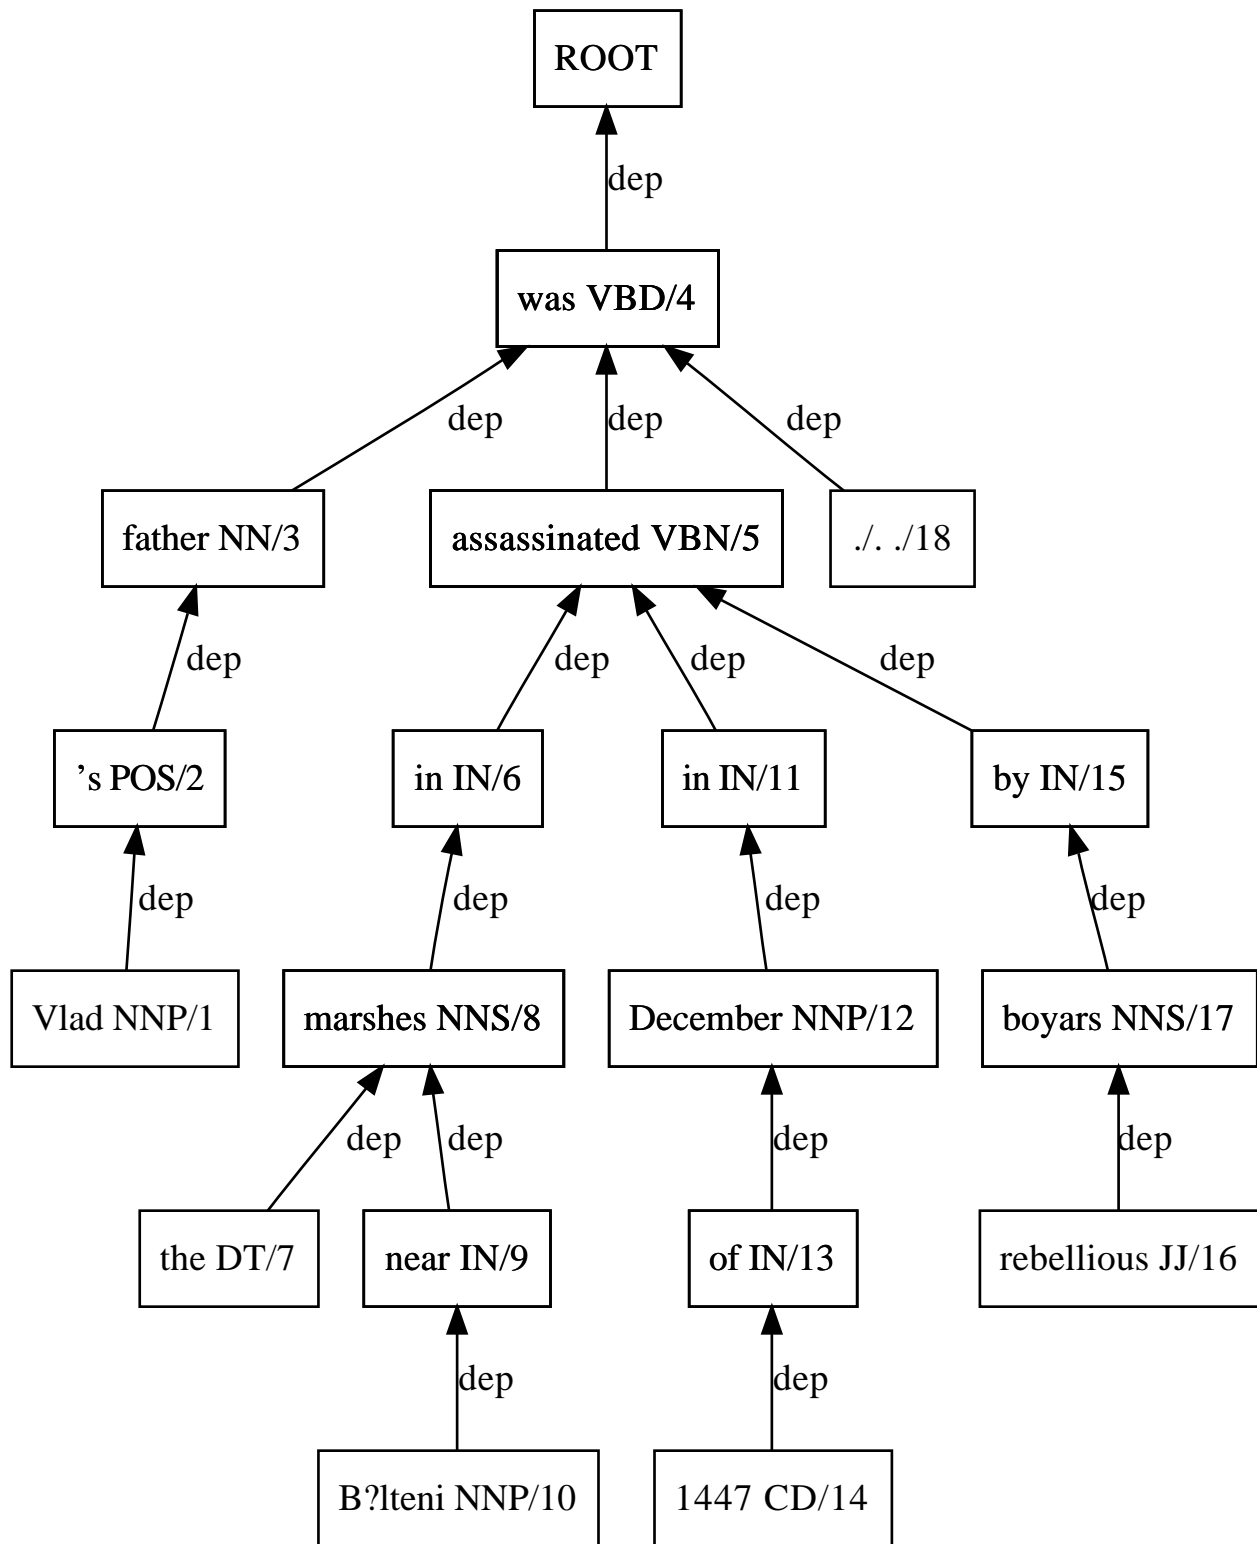 ROOT
dep
was VBD/4
dep dep dep
father NN/3 assassinated VBN/5 ./. ./18
dep dep dep dep
’s POS/2 in IN/6 in IN/11 by IN/15
dep dep dep dep
Vlad NNP/1 marshes NNS/8 December NNP/12 boyars NNS/17
dep dep dep dep
the DT/7 near IN/9 of IN/13 rebellious JJ/16
dep dep
B?lteni NNP/10 1447 CD/14